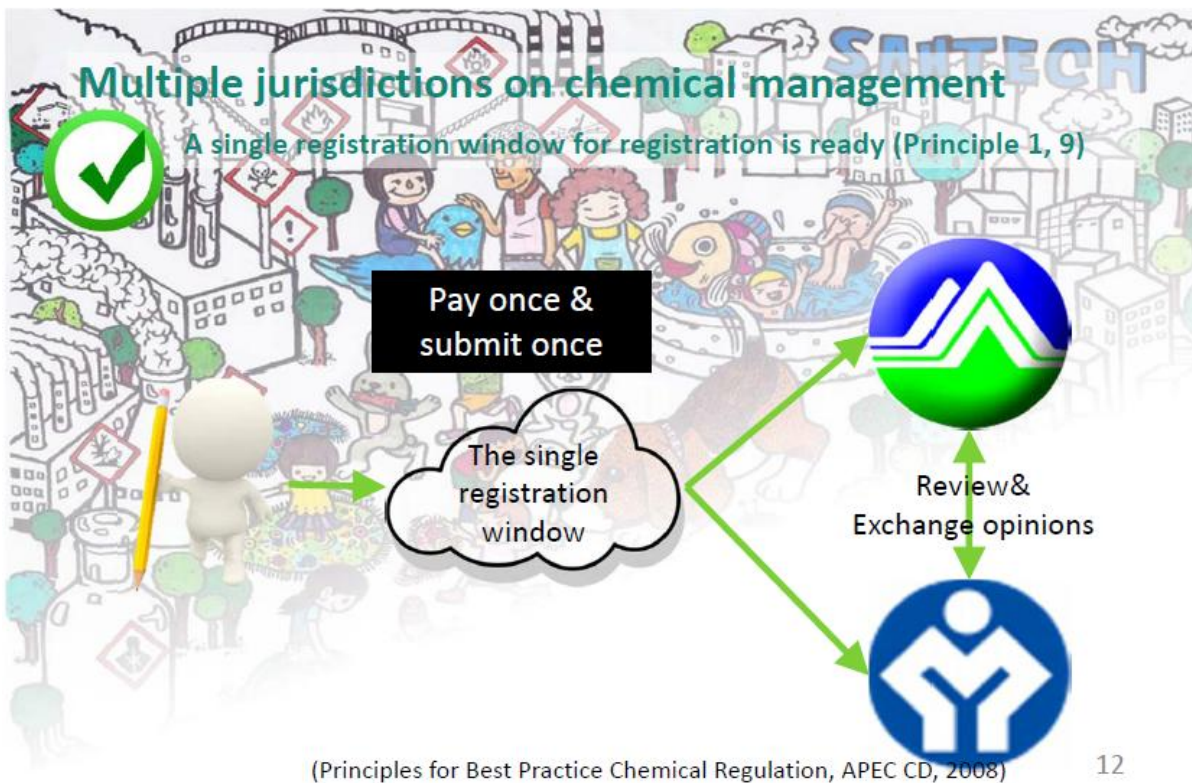 SAHTECH
Multiple jurisdictions on chemical management
A single registration window for registration is ready (Principle 1, 9)
Pay once &
submit once
The single
registration
window
Review&
Exchange opinions
(Principles for Best Practice Chemical Regulation, APEC CD, 2008)
12